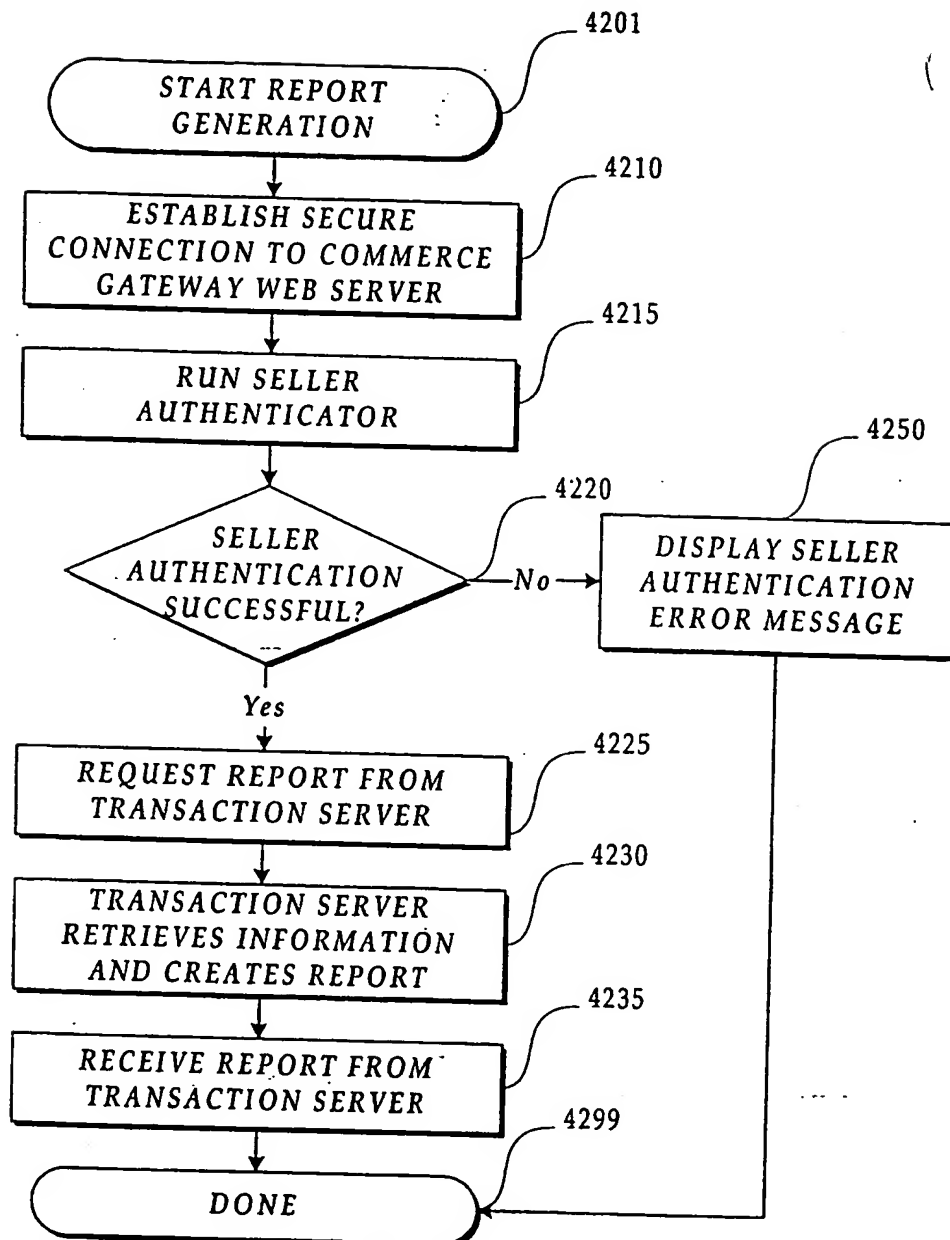 4201
START REPORT
GENERATION
4210
ESTABLISH SECURE
CONNECTION TO COMMERCE
GATEWAY WEB SERVER
4215
RUN SELLER
AUTHENTICATOR
4220
SELLER
AUTHENTICATION
SUCCESSFUL?
No
4250
DISPLAY SELLER
AUTHENTICATION
ERROR MESSAGE
Yes
4225
REQUEST REPORT FROM
TRANSACTION SERVER
4230
TRANSACTION SERVER
RETRIEVES INFORMATION
AND CREATES REPORT
4235
RECEIVE REPORT FROM
TRANSACTION SERVER
4299
DONE